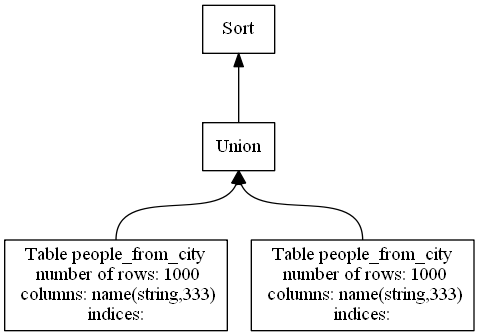 Sort
Union
Table people_from_city
number of rows: 1000
columns: name(string,333)
indices:
Table people_from_city
number of rows: 1000
columns: name(string,333)
indices: